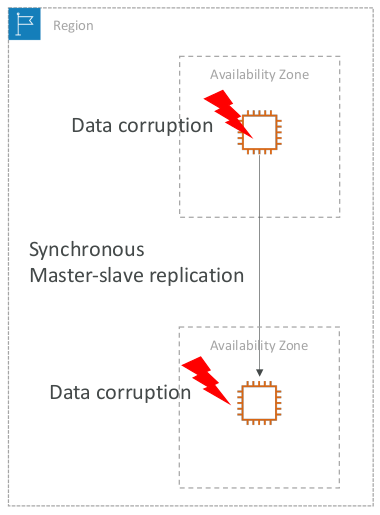 Region
Availability Zone
Data corruption
Synchronous
Master-slave replication
Availability Zone
Data corruption